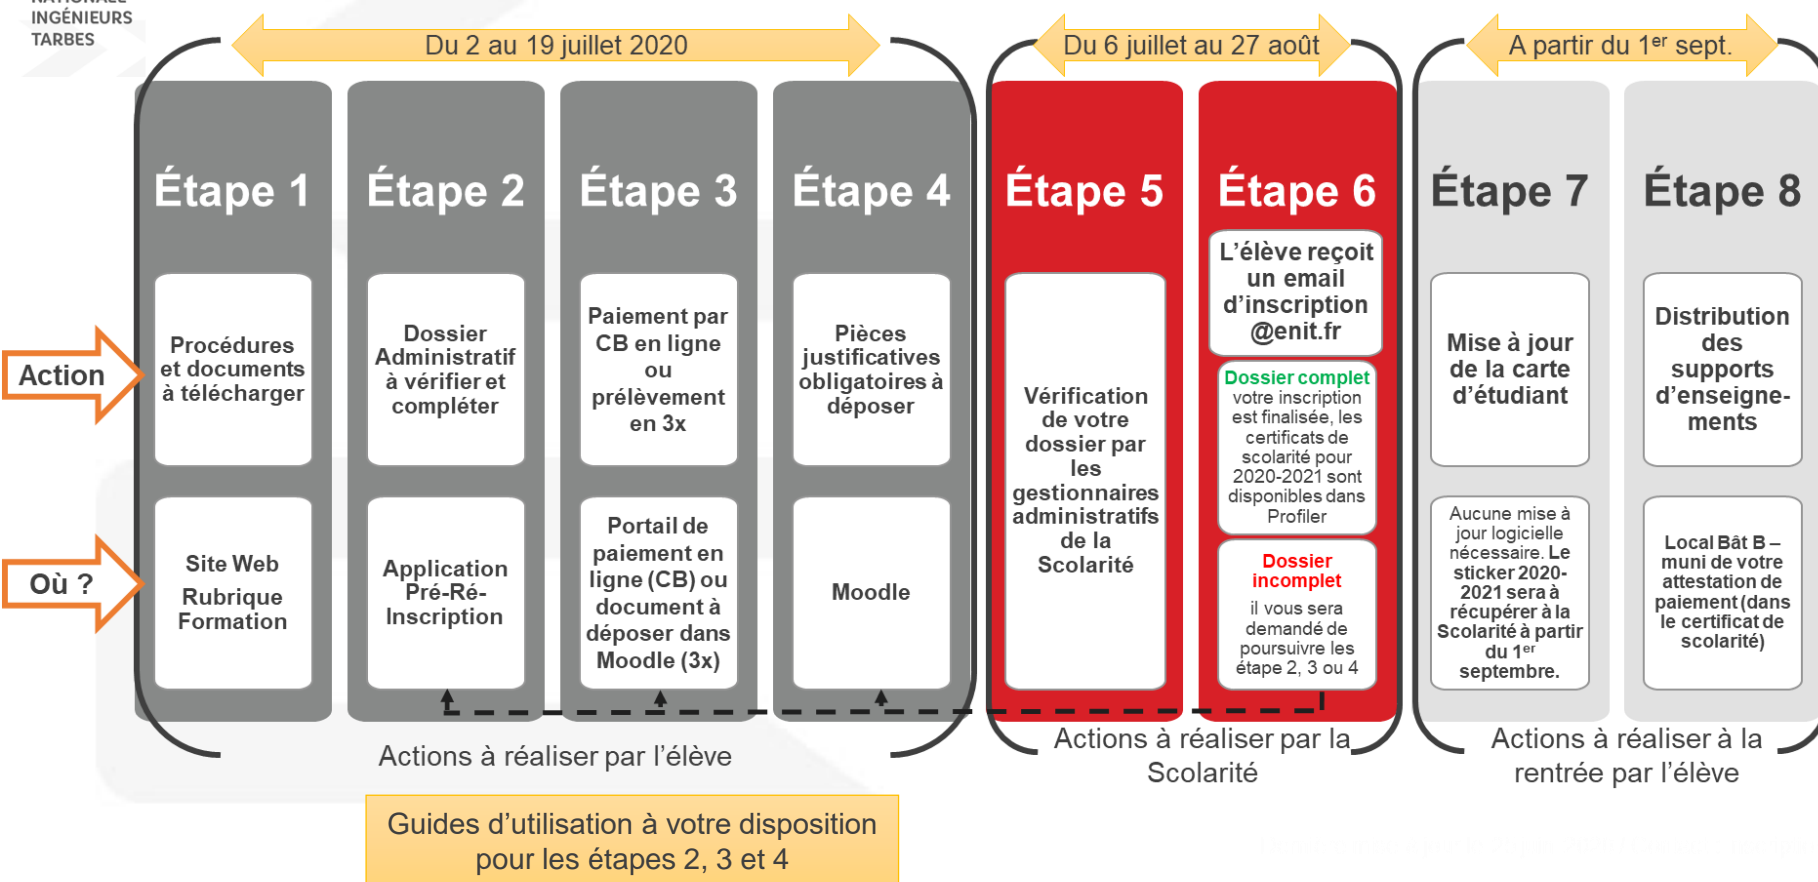 NATIONALE
INGÉNIEURS
TARBES
Du 2 au 19 juillet 2020
Du 6 juillet au 27 août
A partir du 1er sept.
Étape 1
Étape 2
Étape 3
Étape 4
Étape 5
Étape 6
Étape 7
Étape 8
Action
Procédures
et documents
à télécharger
Dossier
Administratif
à vérifier et
compléter
Paiement par
CB en ligne
ou
prélèvement
en 3x
Pièces
justificatives
obligatoires à
déposer
Vérification
de votre
dossier par
les
gestionnaires
administratifs
de la
Scolarité
L’élève reçoit
un email
d’inscription
@enit.fr
Dossier complet
votre inscription
est finalisée, les
certificats de
scolarité pour
2020-2021 sont
disponibles dans
Profiler
Dossier
incomplet
il vous sera
demandé de
poursuivre les
étape 2, 3 ou 4
Mise à jour
de la carte
d’étudiant
Distribution
des
supports
d’enseigne-
ments
Où ?
Site Web
Rubrique
Formation
Application
Pré-Ré-
Inscription
Portail de
paiement en
ligne (CB) ou
document à
déposer dans
Moodle (3x)
Moodle
Aucune mise à
jour logicielle
nécessaire. Le
sticker 2020-
2021 sera à
récupérer à la
Scolarité à partir
du 1er
septembre.
Local Bât B –
muni de votre
attestation de
paiement (dans
le certificat de
scolarité)
Actions à réaliser par l’élève
Actions à réaliser par la
Scolarité
Actions à réaliser à la
rentrée par l’élève
Guides d’utilisation à votre disposition
pour les étapes 2, 3 et 4